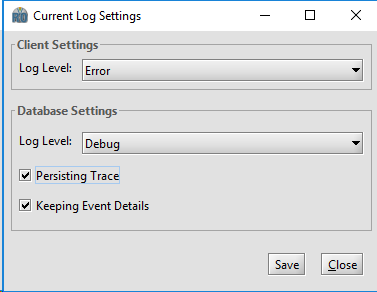 Current Log Settings
Client Settings
Log Level: Error
Database Settings
Log Level: Debug
Persisting Trace
Keeping Event Details
Save Close